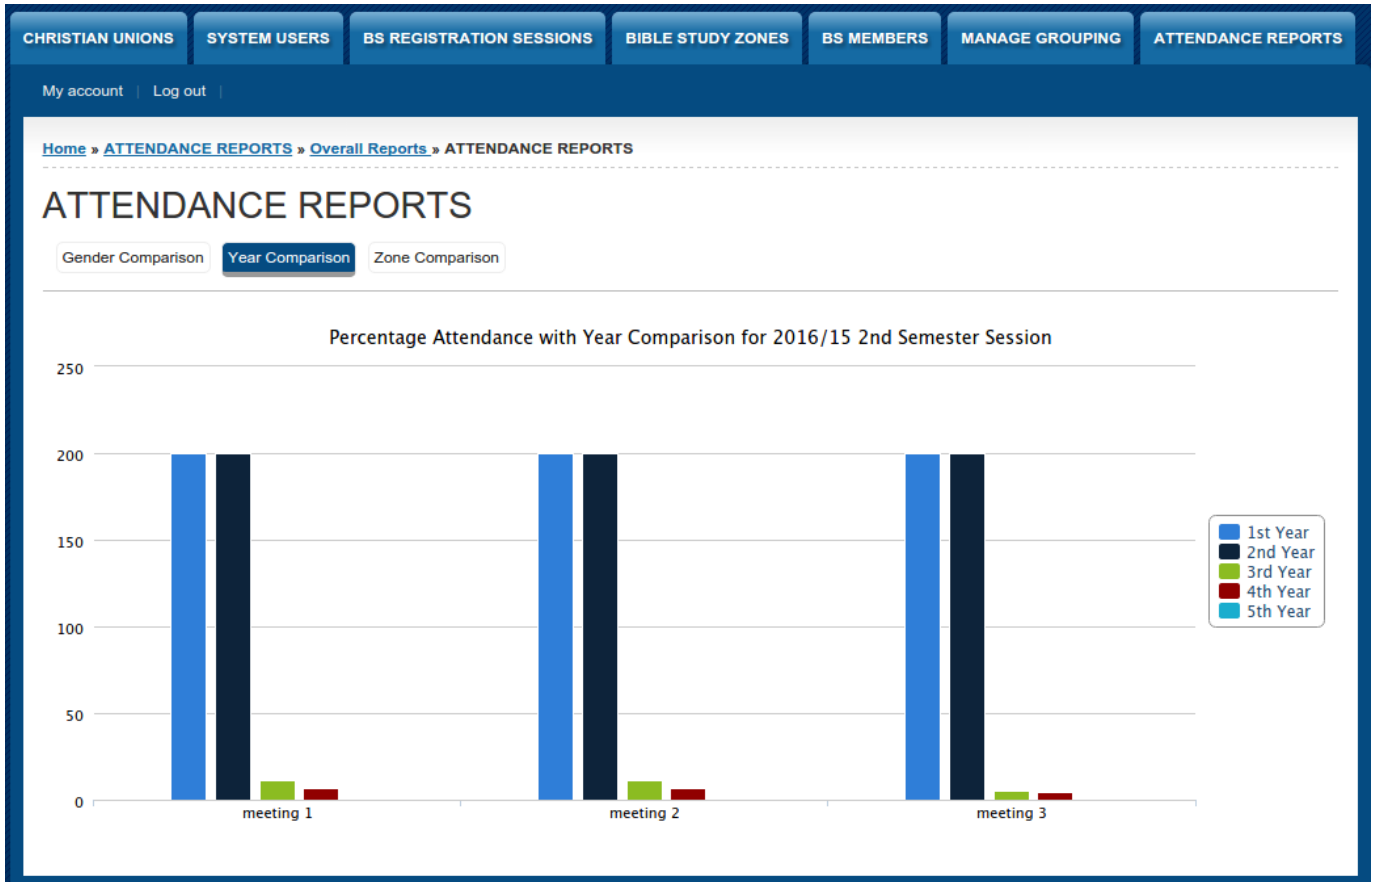 CHRISTIAN UNIONS SYSTEM USERS BS REGISTRATION SESSIONS BIBLE STUDY ZONES BS MEMBERS MANAGE GROUPING ATTENDANCE REPORTS
My account | Log out |
Home » ATTENDANCE REPORTS » Overall Reports » ATTENDANCE REPORTS
ATTENDANCE REPORTS
Gender Comparison Year Comparison Zone Comparison
Percentage Attendance with Year Comparison for 2016/15 2nd Semester Session
250
200
150
100
50
0
meeting 1 meeting 2 meeting 3
1st Year
2nd Year
3rd Year
4th Year
5th Year